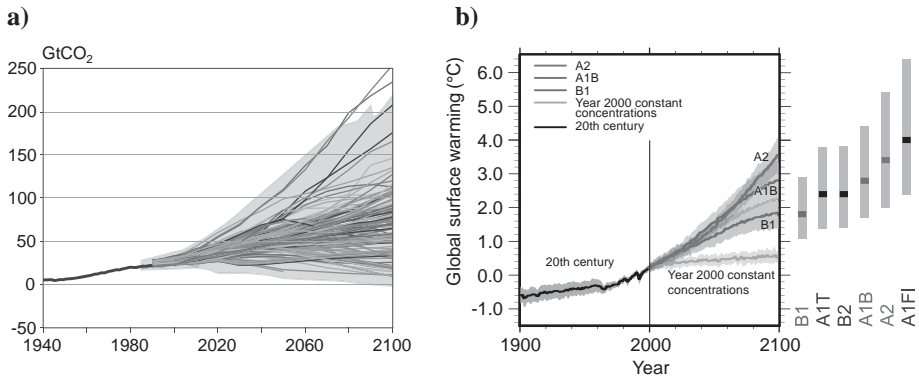 a)
GtCO₂
250
200
150
100
50
0
-50
1940
1980
2020
2060
2100
b)
Global surface warming (°C)
6.0
5.0
4.0
3.0
2.0
1.0
0.0
-1.0
A2
A1B
B1
Year 2000 constant
concentrations
20th century
A2
A1B
B1
20th century
Year 2000 constant
concentrations
1900
2000
2100
Year
B1
A1T
B2
A1B
A2
A1FI